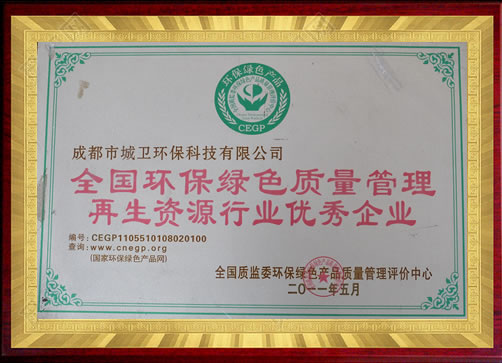 环保绿色产品
CEGP
成都市城卫环保科技有限公司
全国环保绿色质量管理
再生资源行业优秀企业
编号：CEGP1105510108020100
查询：www.cnegp.org
(国家环保绿色产品网)
全国质监委环保绿色产品质量管理评价中心
二〇一一年五月